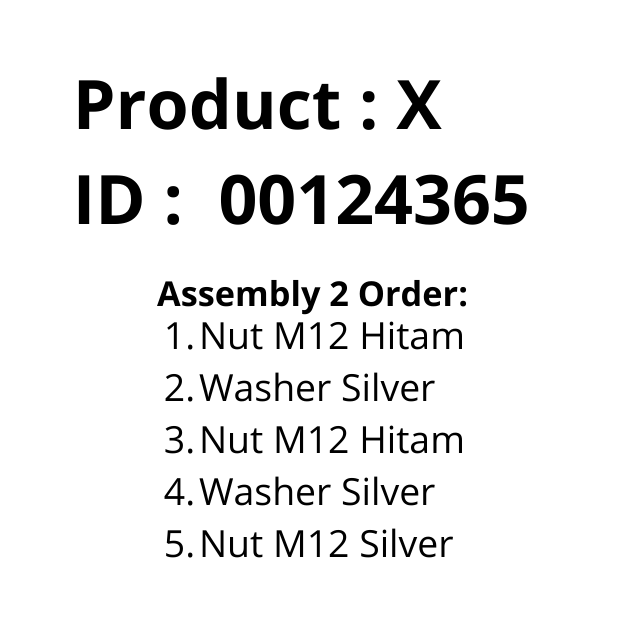 Product : X
ID : 00124365
Assembly 2 Order:
1. Nut M12 Hitam
2. Washer Silver
3. Nut M12 Hitam
4. Washer Silver
5. Nut M12 Silver